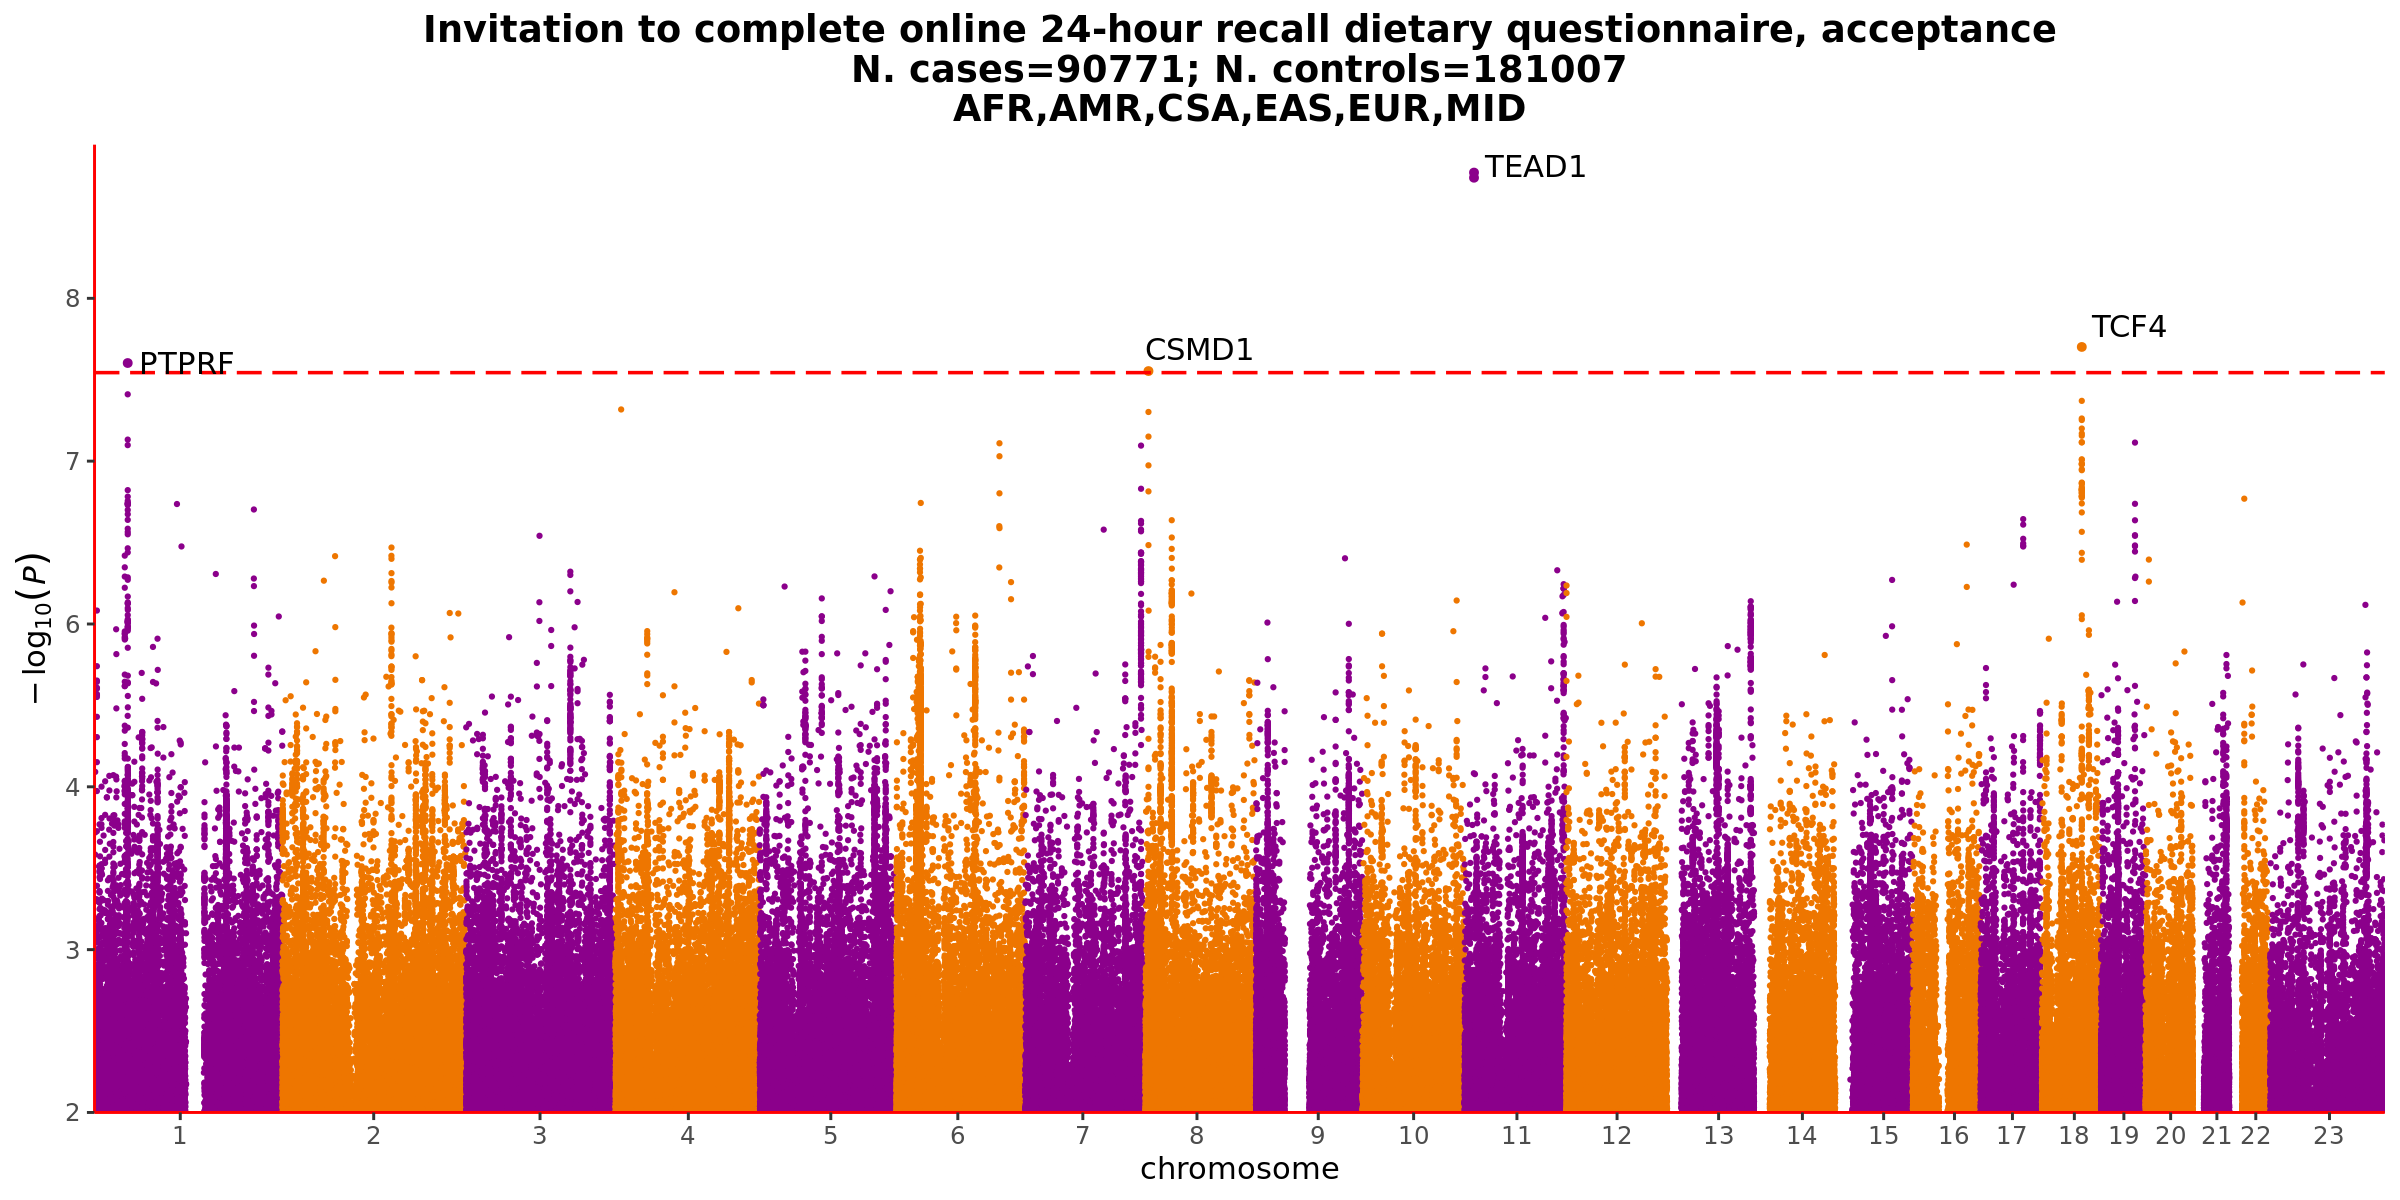 Invitation to complete online 24-hour recall dietary questionnaire, acceptance
N. cases=90771; N. controls=181007
AFR,AMR,CSA,EAS,EUR,MID
TEAD1
8
TCF4
CSMD1
PTPRF
7
6
4
3
2
−log10(P)
1 2 3 4 5 6 7 8 9 10 11 12 13 14 15 16 17 18 19 20 21 22 23
chromosome